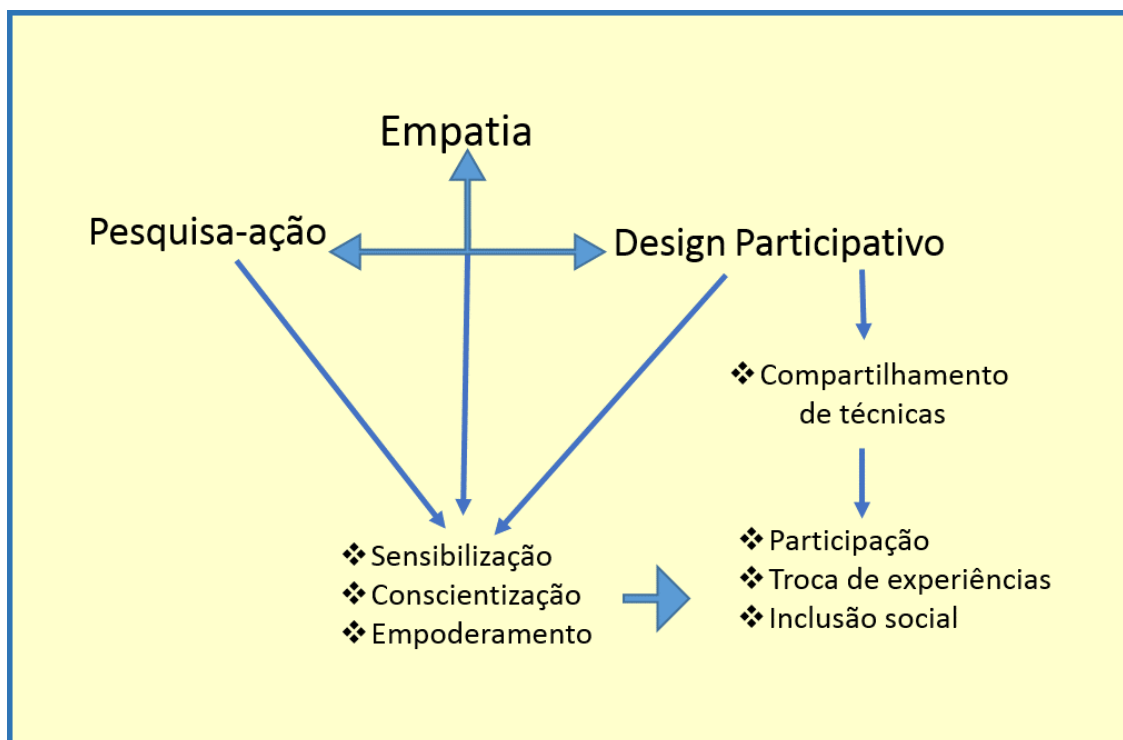 Empatia
Pesquisa-ação
Design Participativo
❖ Compartilhamento
de técnicas
❖ Sensibilização
❖ Conscientização
❖ Empoderamento
❖ Participação
❖ Troca de experiências
❖ Inclusão social